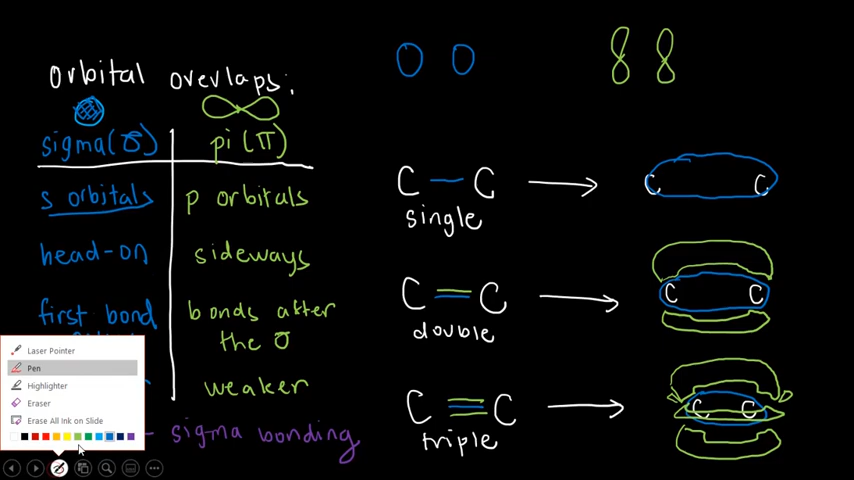 orbital overlaps:
sigma(σ) pi(π)
s orbitals p orbitals
head-on sideways
first bond bonds after
the σ
weaker
sigma bonding
C C
single
C C
C C
double
C C
C C
triple
C C
Laser Pointer
Pen
Highlighter
Eraser
Erase All Ink on Slide